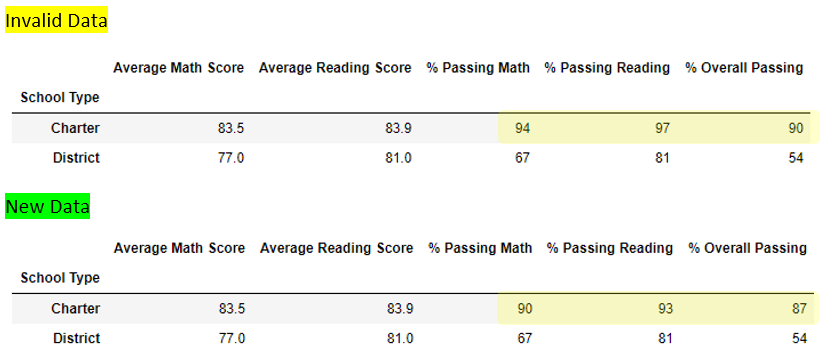 Invalid Data
Average Math Score Average Reading Score % Passing Math % Passing Reading % Overall Passing
School Type
Charter 83.5 83.9 94 97 90
District 77.0 81.0 67 81 54
New Data
Average Math Score Average Reading Score % Passing Math % Passing Reading % Overall Passing
School Type
Charter 83.5 83.9 90 93 87
District 77.0 81.0 67 81 54